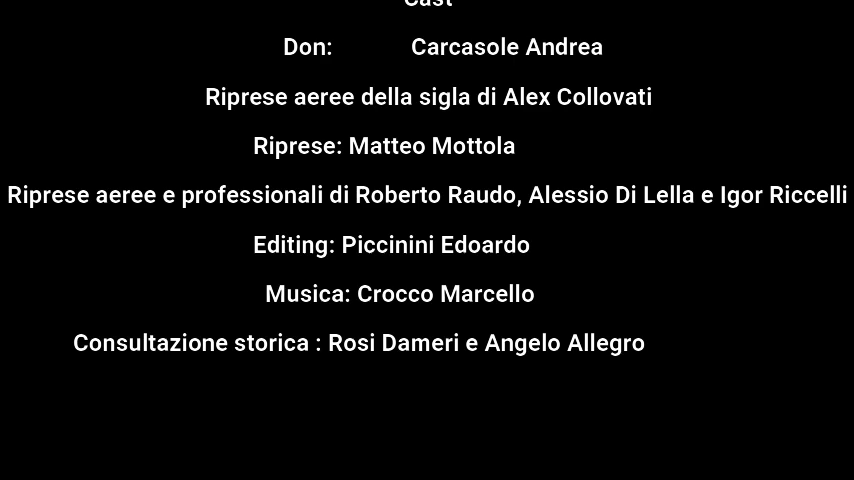 Cast
Don: Carcasole Andrea
Riprese aeree della sigla di Alex Collovati
Riprese: Matteo Mottola
Riprese aeree e professionali di Roberto Raudo, Alessio Di Lella e Igor Riccelli
Editing: Piccinini Edoardo
Musica: Crocco Marcello
Consultazione storica : Rosi Dameri e Angelo Allegro